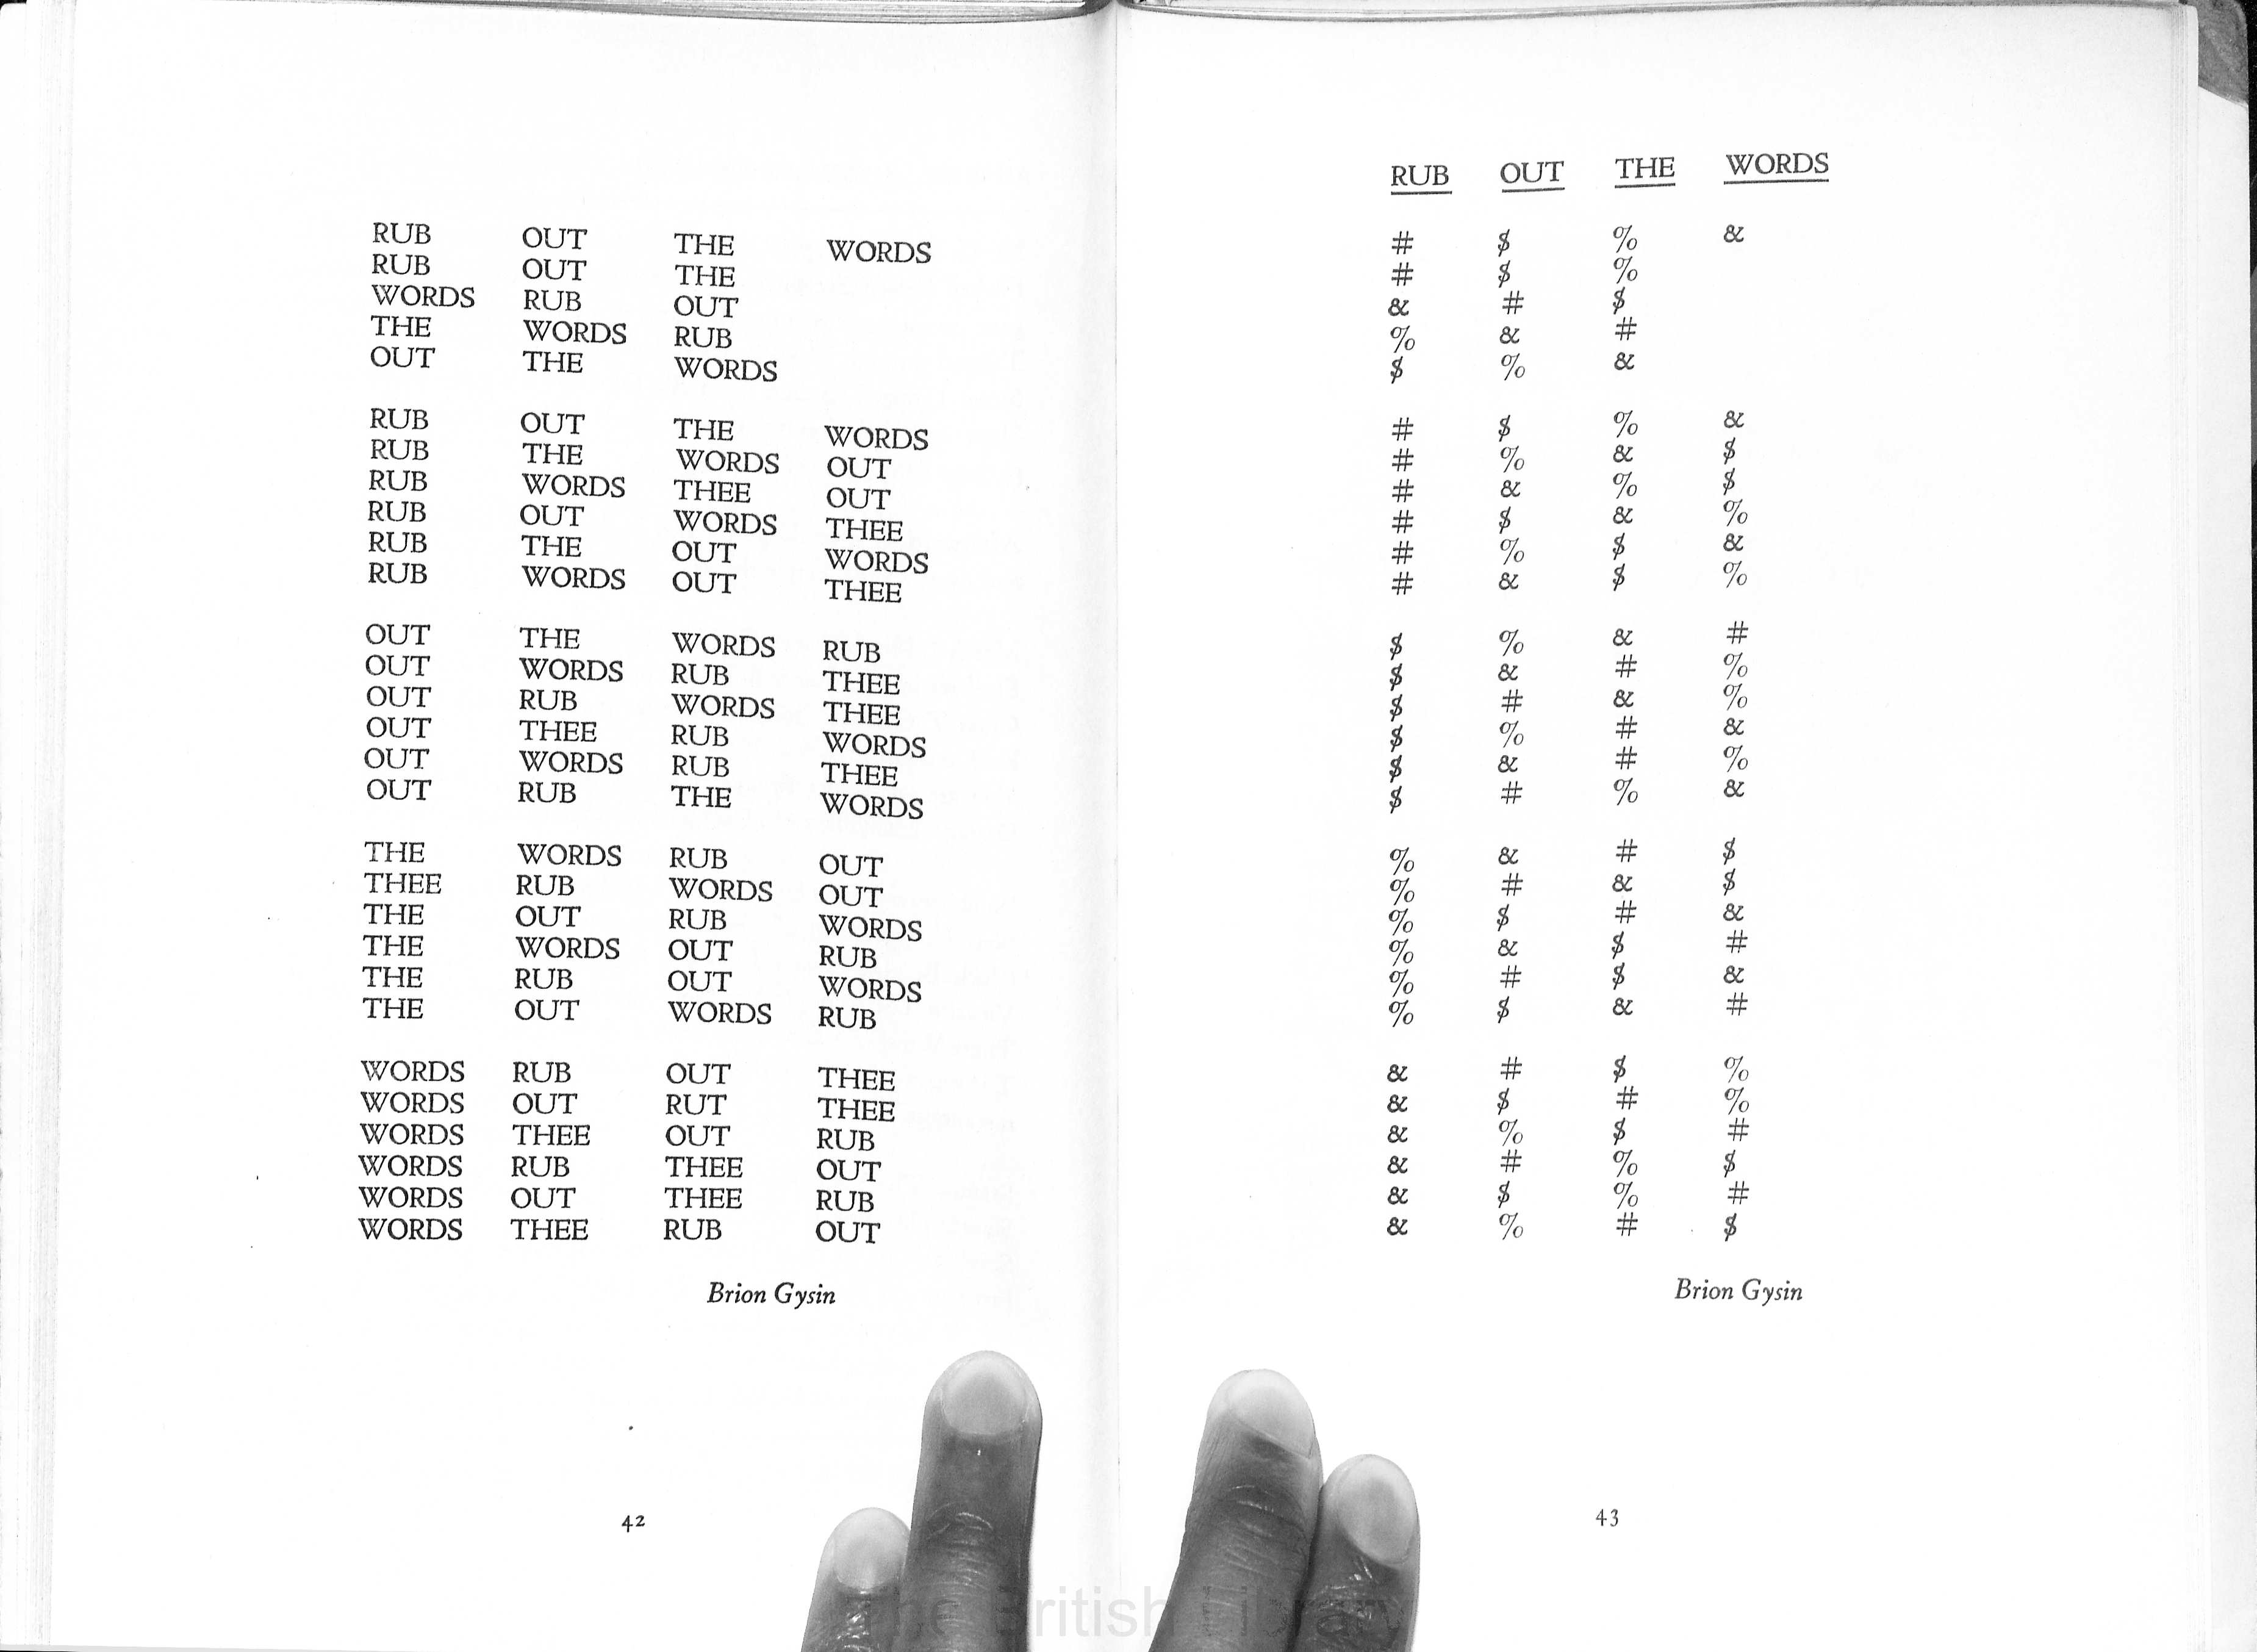 RUB OUT THE WORDS
RUB OUT THE
WORDS RUB OUT
THE WORDS RUB
OUT THE WORDS
RUB OUT THE WORDS
RUB THE WORDS OUT
RUB WORDS THEE OUT
RUB OUT WORDS THEE
RUB THE OUT WORDS
RUB WORDS OUT THEE
OUT THE WORDS RUB
OUT WORDS RUB THEE
OUT RUB WORDS THEE
OUT THEE RUB WORDS
OUT WORDS RUB THEE
OUT RUB THE WORDS
THE WORDS RUB OUT
THEE RUB WORDS OUT
THE OUT RUB WORDS
THE WORDS OUT RUB
THE RUB OUT WORDS
THE OUT WORDS RUB
WORDS RUB OUT THEE
WORDS OUT RUT THEE
WORDS THEE OUT RUB
WORDS RUB THEE OUT
WORDS OUT THEE RUB
WORDS THEE RUB OUT
Brion Gysin
42
RUB OUT THE WORDS
# $ % &
# $ %
& # $
% & #
$ % &
# $ % &
# % & $
# & % $
# $ & %
# % $ &
# & $ %
$ % & #
$ & # %
$ # & %
$ % # &
$ & # %
$ # % &
% & # $
% # & $
% $ # &
% & $ #
% # $ &
% $ & #
& # $ %
& $ # %
& % $ #
& # % $
& $ % #
& % # $
Brion Gysin
43
The British Library